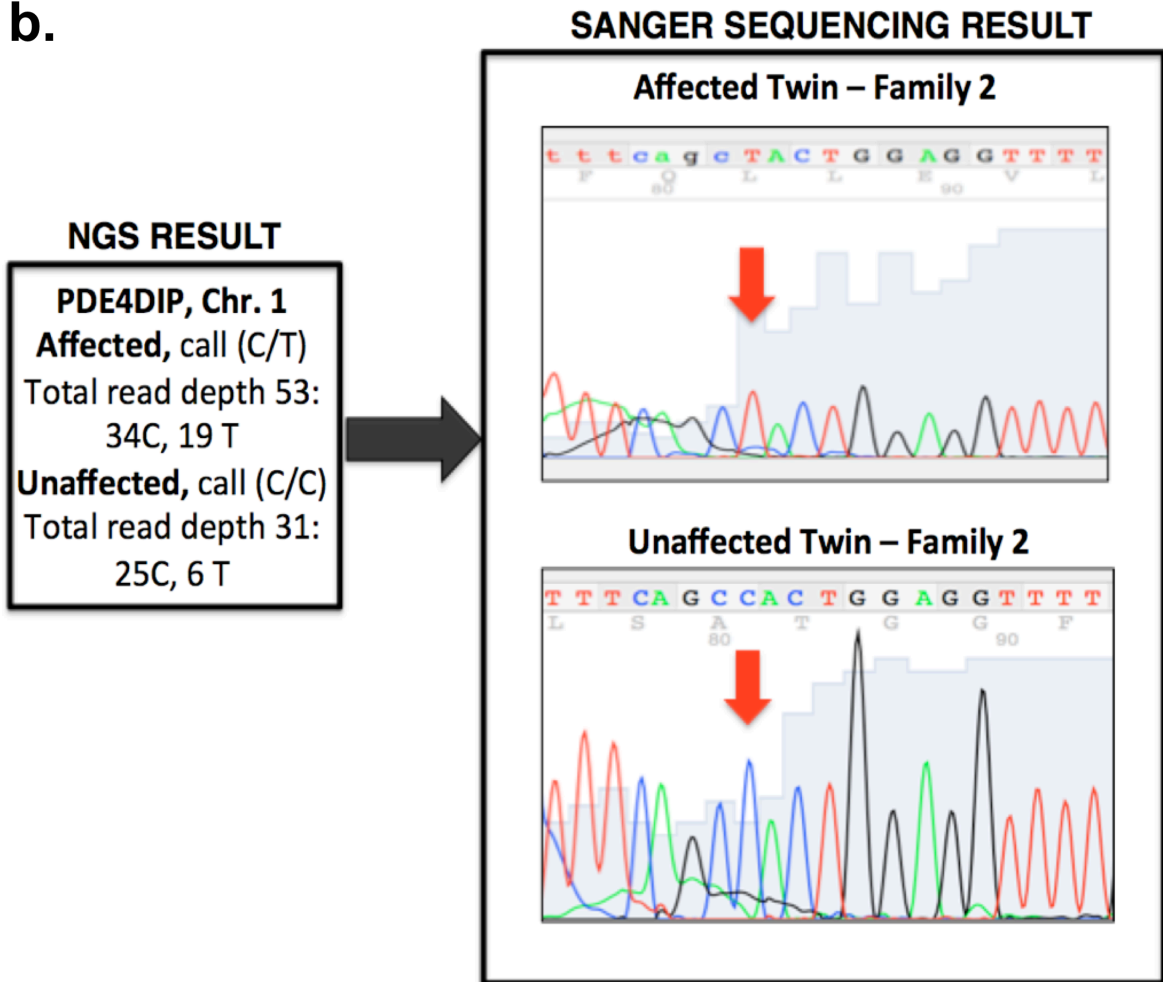 b.
SANGER SEQUENCING RESULT
Affected Twin – Family 2
t t t c a g c T A C T G G A G G T T T T
F Q L L E V L
80 90
NGS RESULT
PDE4DIP, Chr. 1
Affected, call (C/T)
Total read depth 53:
34C, 19 T
Unaffected, call (C/C)
Total read depth 31:
25C, 6 T
Unaffected Twin – Family 2
T T T C A G C C A C T G G A G G T T T T
L S A T G G F
80 90